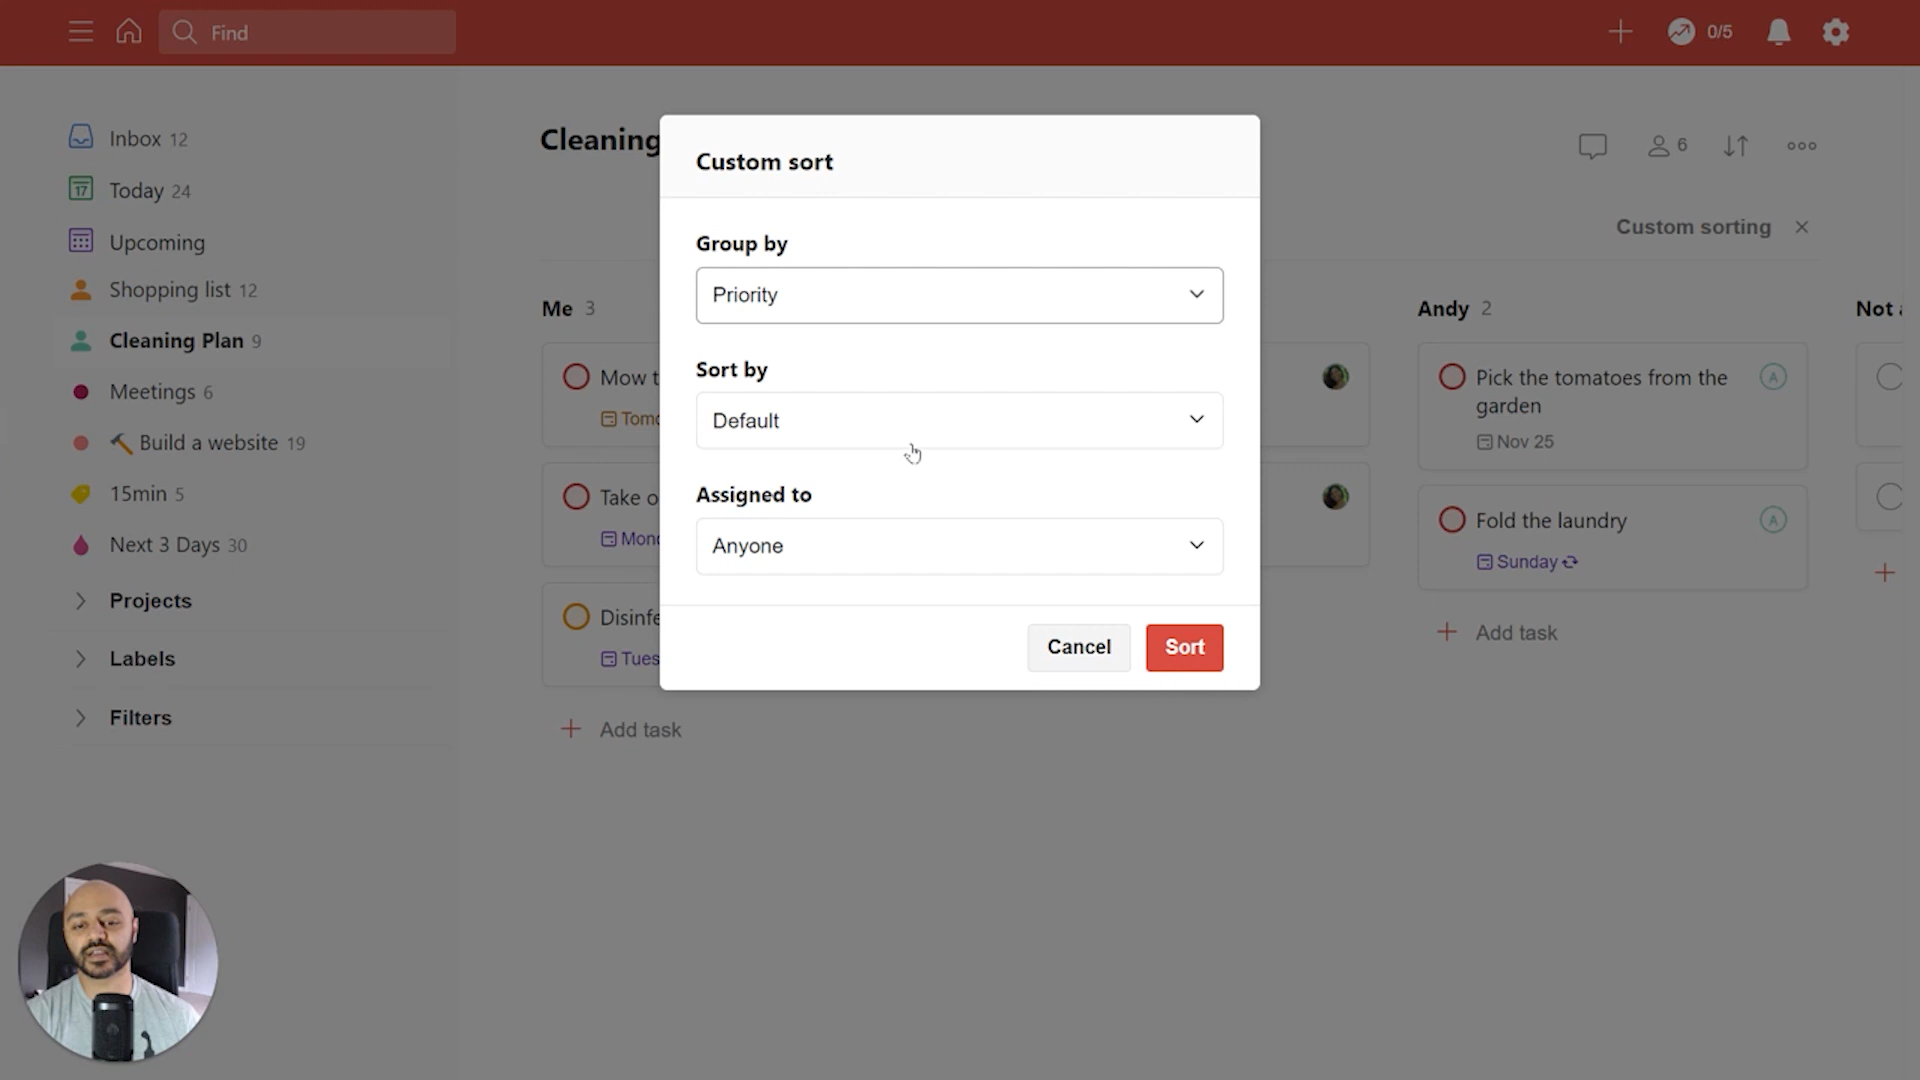 Find
0/5
Inbox 12
17
Today 24
Upcoming
Shopping list 12
Cleaning Plan 9
Meetings 6
Build a website 19
15min 5
Next 3 Days 30
Projects
Labels
Filters
Cleaning
6
Custom sorting
Me 3
Mow t
Tomo
Take o
Mond
Disinfe
Tues
Add task
Custom sort
Group by
Priority
Sort by
Default
Assigned to
Anyone
Cancel
Sort
Andy 2
Pick the tomatoes from the
garden
A
Nov 25
Fold the laundry
A
Sunday
Add task
Not